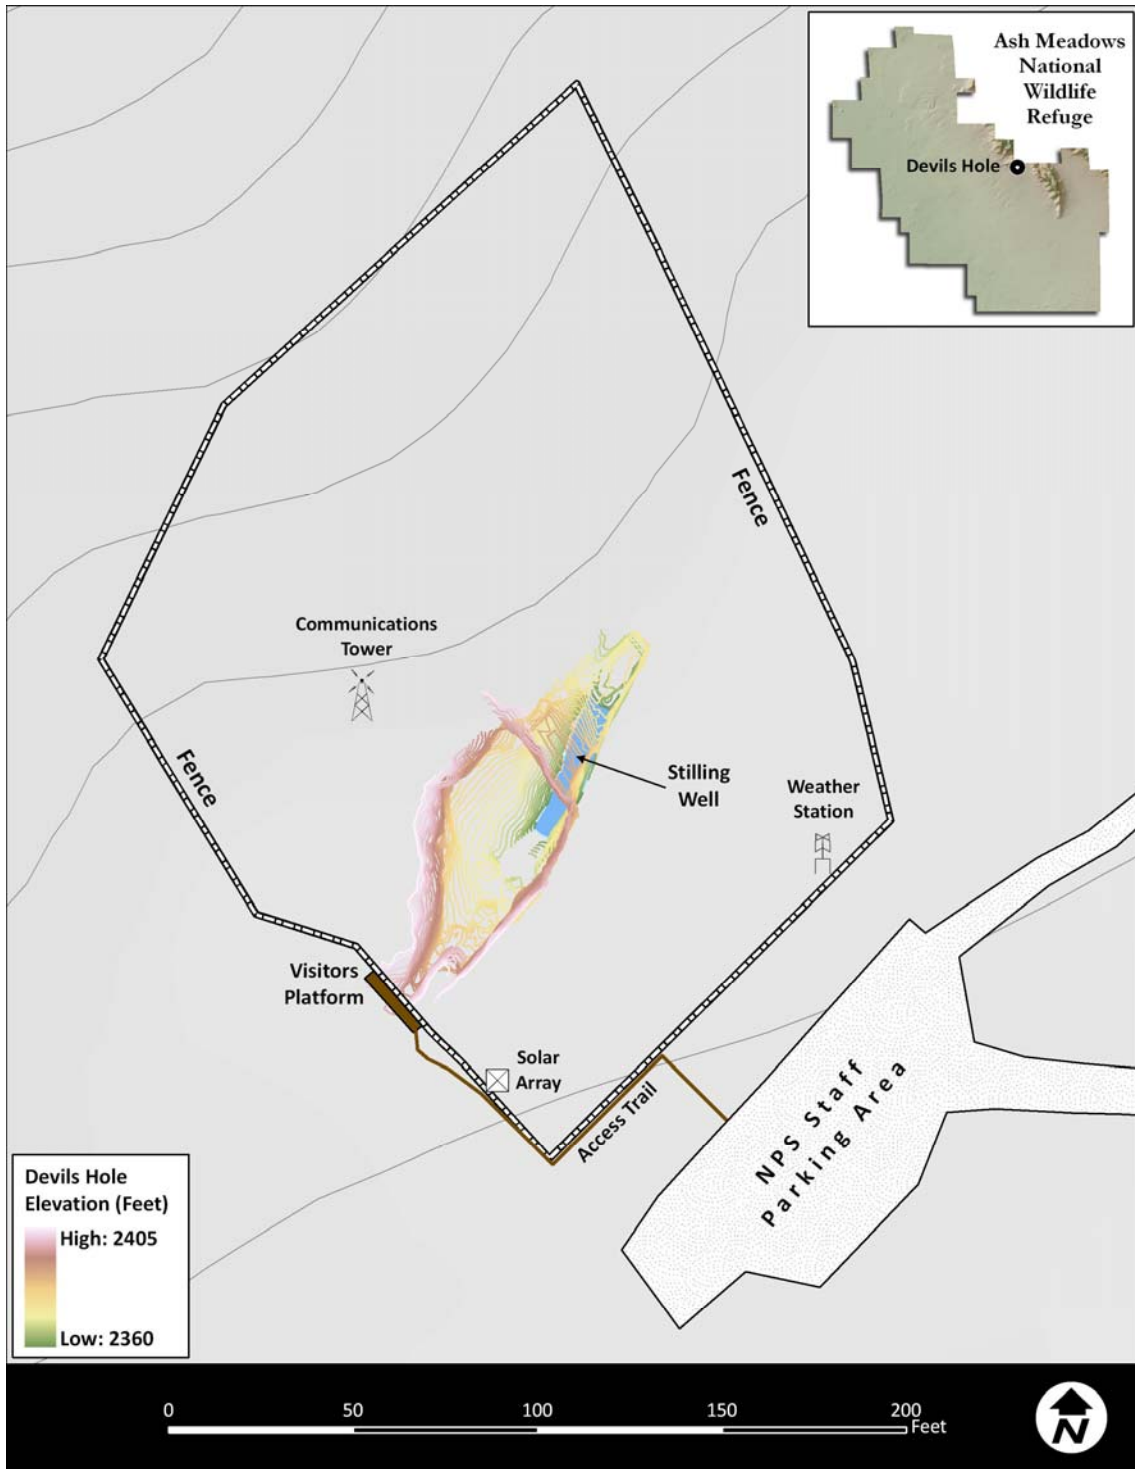 Ash Meadows
National
Wildlife
Refuge
Devils Hole
Fence
Communications
Tower
Fence
Stilling
Well
Weather
Station
Visitors
Platform
Solar
Array
Access Trail
NPS Staff
Parking Area
Devils Hole
Elevation (Feet)
High: 2405
Low: 2360
0 50 100 150 200
Feet
N